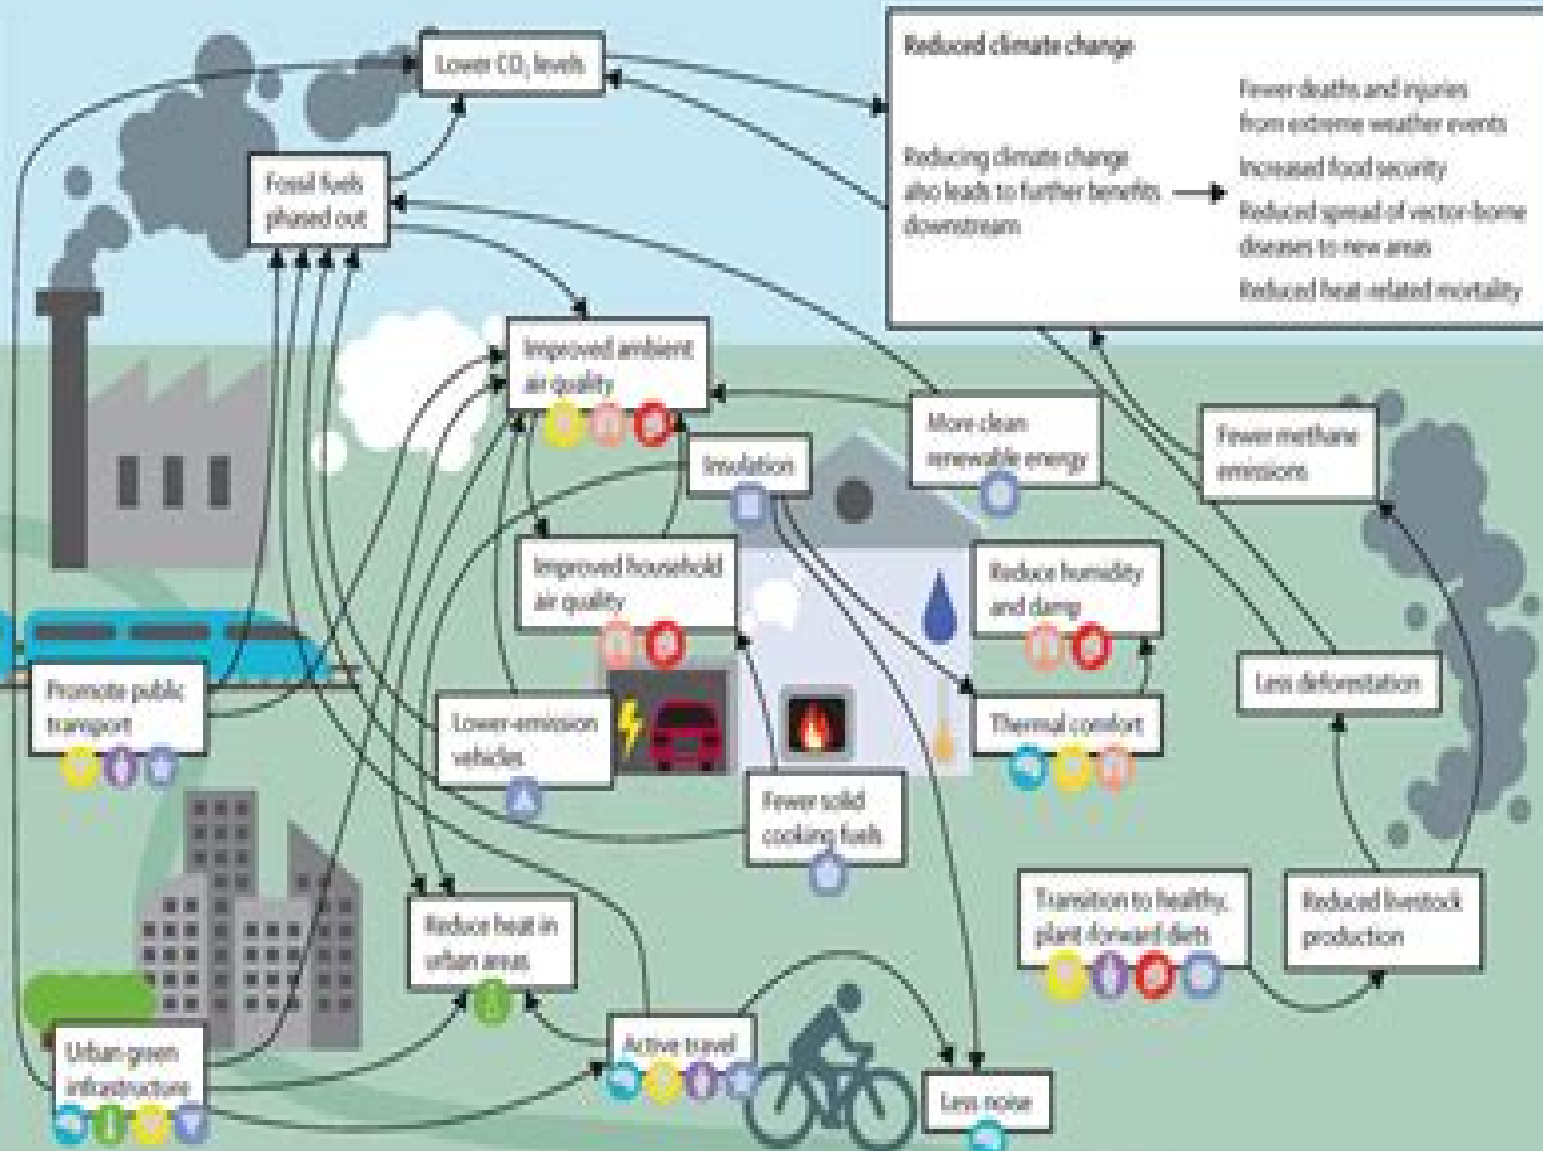 Lower CO₂ levels
Reduced climate change
Reducing climate change
also leads to further benefits
downstream
Fewer deaths and injuries
from extreme weather events
Increased food security
Reduced spread of vector-borne
diseases to new areas
Reduced heat-related mortality
Fossil fuels
phased out
Improved ambient
air quality
Insulation
More clean
renewable energy
Fewer methane
emissions
Improved household
air quality
Reduce humidity
and damp
Promote public
transport
Lower-emission
vehicles
Thermal comfort
Less deforestation
Fewer solid
cooking fuels
Reduce heat in
urban areas
Transition to healthy,
plant-forward diets
Reduced livestock
production
Urban green
infrastructure
Active travel
Less noise